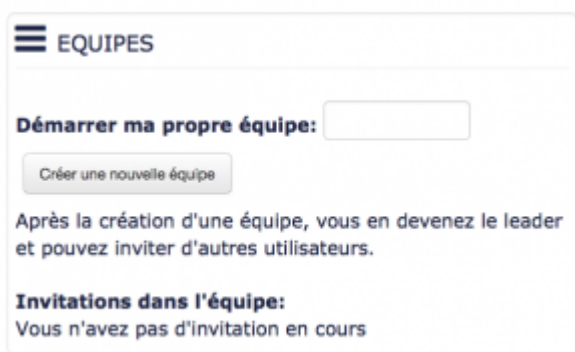 EQUIPES
Démarrer ma propre équipe:
Créer une nouvelle équipe
Après la création d'une équipe, vous en devenez le leader
et pouvez inviter d'autres utilisateurs.
Invitations dans l'équipe:
Vous n'avez pas d'invitation en cours